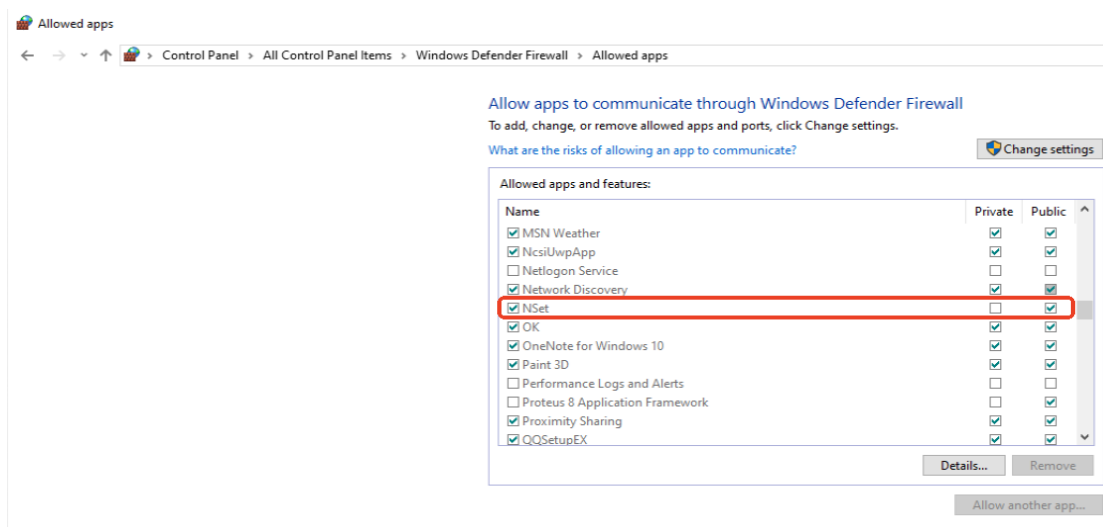 Allowed apps
Control Panel > All Control Panel Items > Windows Defender Firewall > Allowed apps
Allow apps to communicate through Windows Defender Firewall
To add, change, or remove allowed apps and ports, click Change settings.
What are the risks of allowing an app to communicate?
Change settings
Allowed apps and features:
Name Private Public
MSN Weather
NcsiUwpApp
Netlogon Service
Network Discovery
NSet
OK
OneNote for Windows 10
Paint 3D
Performance Logs and Alerts
Proteus 8 Application Framework
Proximity Sharing
QQSetupEX
Details... Remove
Allow another app...